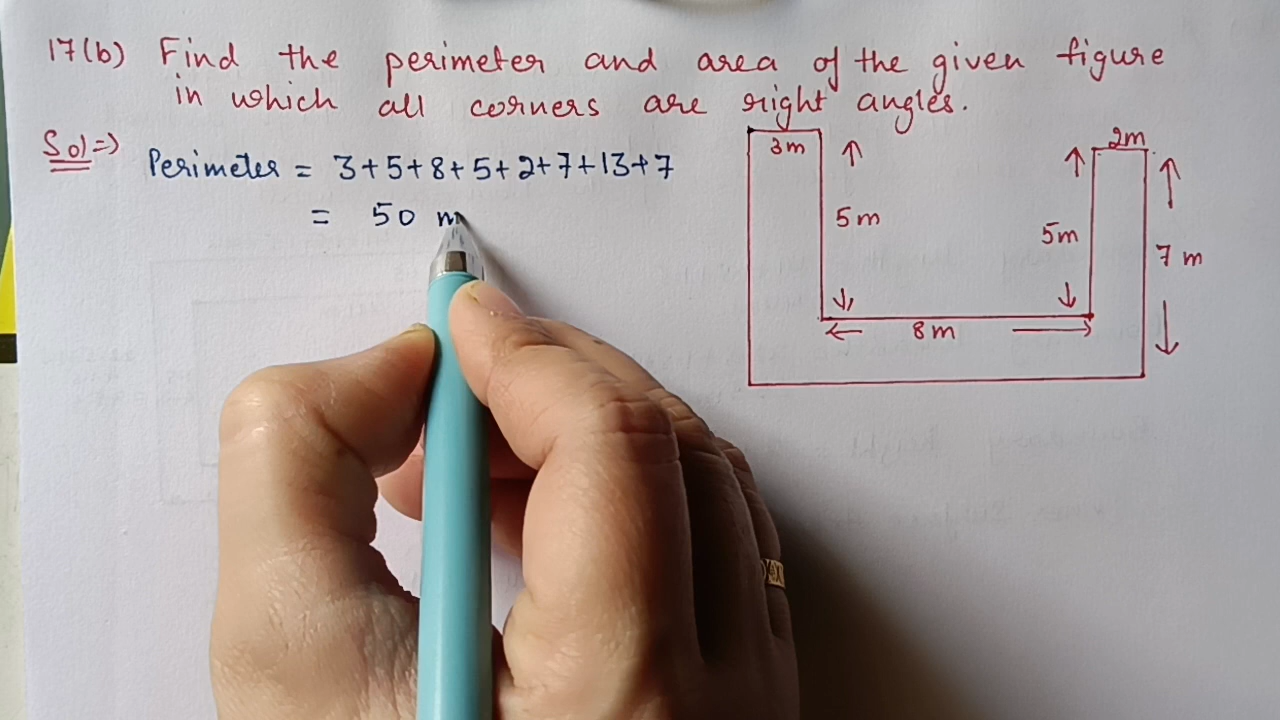 17(b) Find the perimeter and area of the given figure
in which all corners are right angles.
Sol => Perimeter = 3+5+8+5+2+7+13+7
= 50 m
3m
2m
5m
5m
7 m
8m